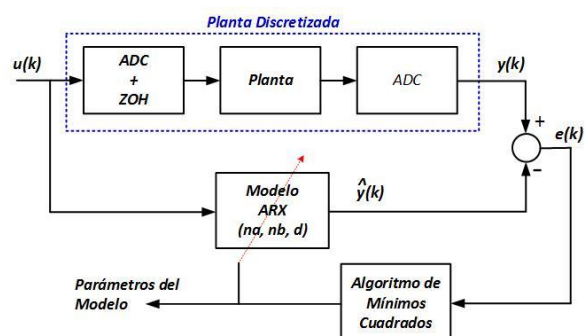 Planta Discretizada
u(k)
ADC
+
ZOH
Planta
ADC
y(k)
+
e(k)
−
Modelo
ARX
(na, nb, d)
^
y(k)
Parámetros del
Modelo
Algoritmo de
Mínimos
Cuadrados